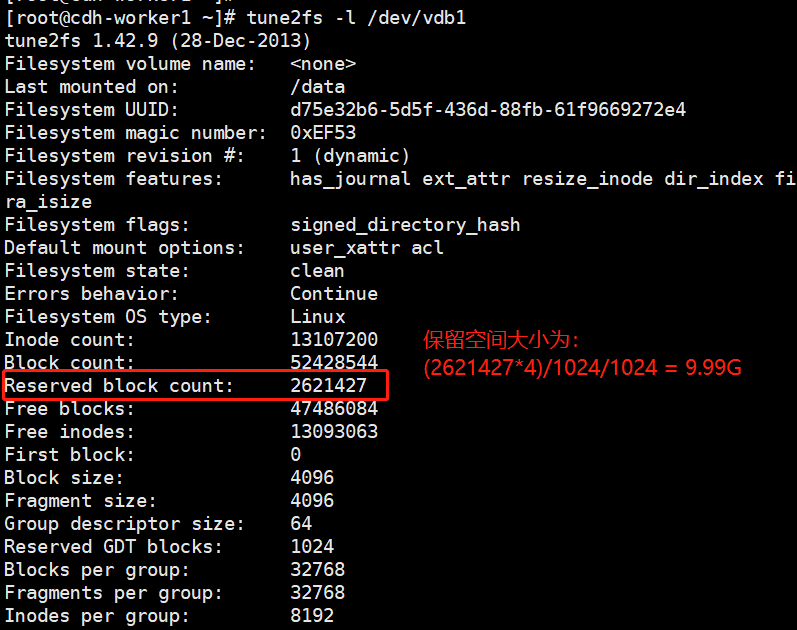 [root@cdh-worker1 ~]# tune2fs -l /dev/vdb1
tune2fs 1.42.9 (28-Dec-2013)
Filesystem volume name:   <none>
Last mounted on:          /data
Filesystem UUID:          d75e32b6-5d5f-436d-88fb-61f9669272e4
Filesystem magic number:  0xEF53
Filesystem revision #:    1 (dynamic)
Filesystem features:      has_journal ext_attr resize_inode dir_index fi
ra_isize
Filesystem flags:         signed_directory_hash
Default mount options:    user_xattr acl
Filesystem state:         clean
Errors behavior:          Continue
Filesystem OS type:       Linux
Inode count:              13107200
Block count:              52428544
Reserved block count:     2621427
Free blocks:              47486084
Free inodes:              13093063
First block:              0
Block size:               4096
Fragment size:            4096
Group descriptor size:    64
Reserved GDT blocks:      1024
Blocks per group:         32768
Fragments per group:      32768
Inodes per group:         8192
保留空间大小为：
(2621427*4)/1024/1024 = 9.99G